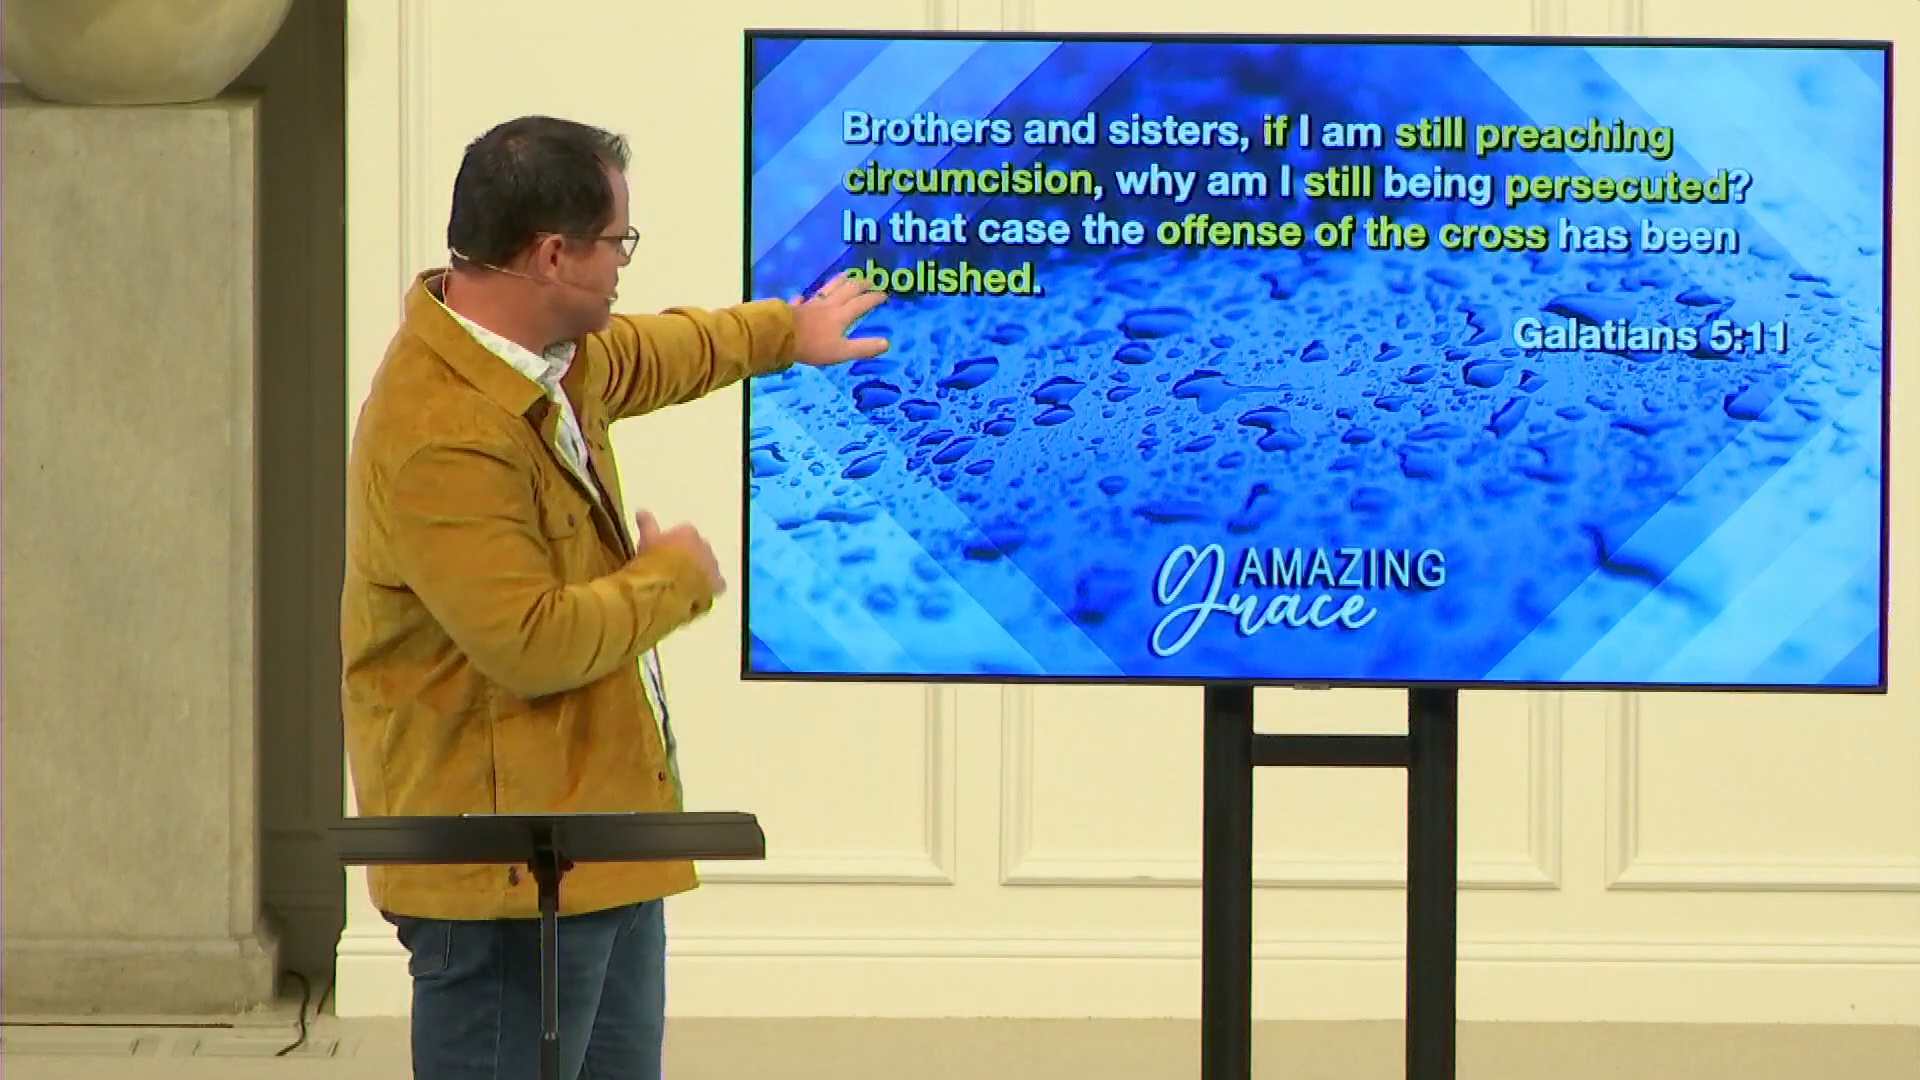 Brothers and sisters, if I am still preaching
circumcision, why am I still being persecuted?
In that case the offense of the cross has been
abolished.
Galatians 5:11
AMAZING
Grace